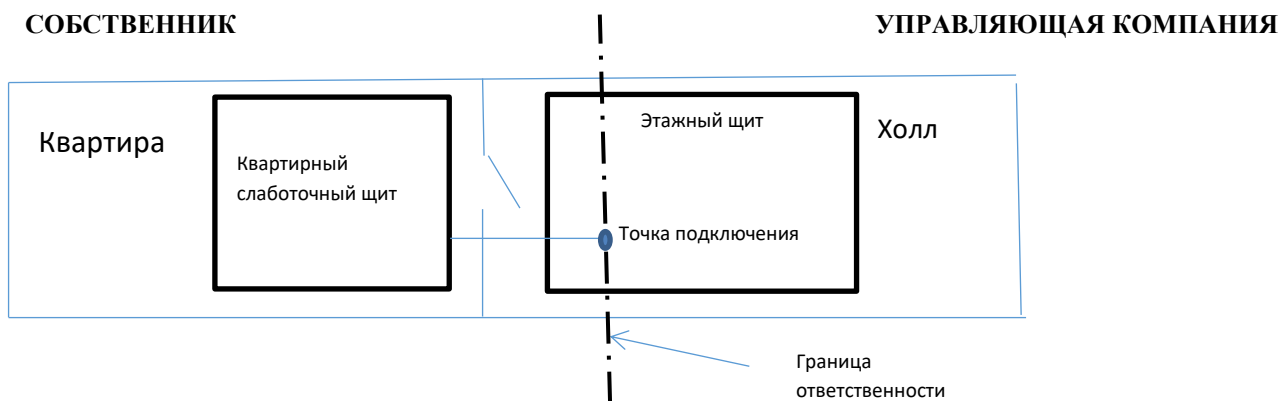 СОБСТВЕННИК
УПРАВЛЯЮЩАЯ КОМПАНИЯ
Квартира
Квартирный
слаботочный щит
Этажный щит
Холл
Точка подключения
Граница
ответственности